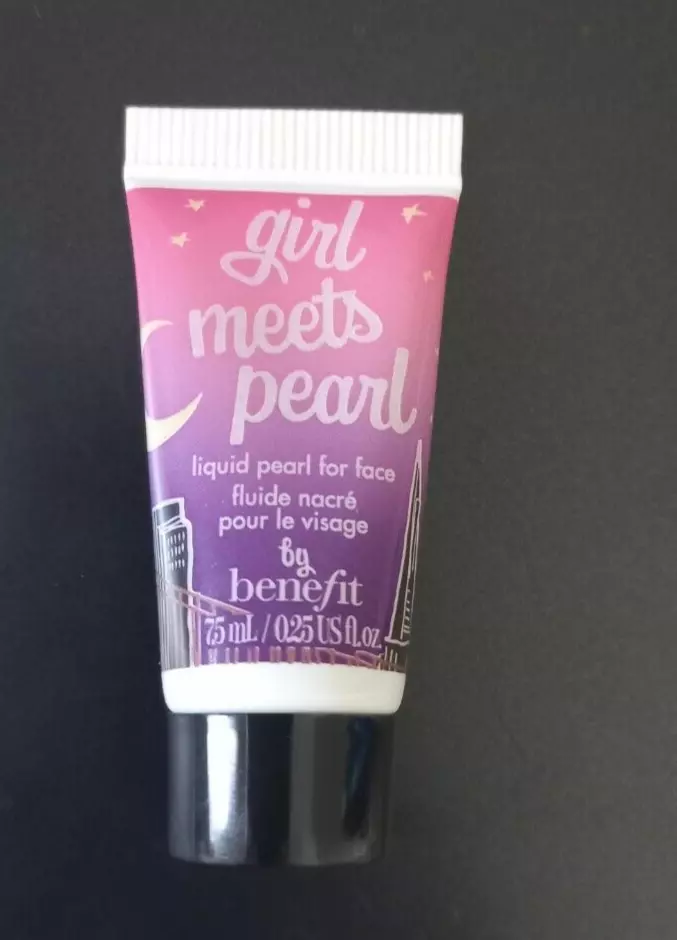 girl
meets
pearl
liquid pearl for face
fluide nacré
pour le visage
by
benefit
7.5 mL / 0.25 US fl.oz.